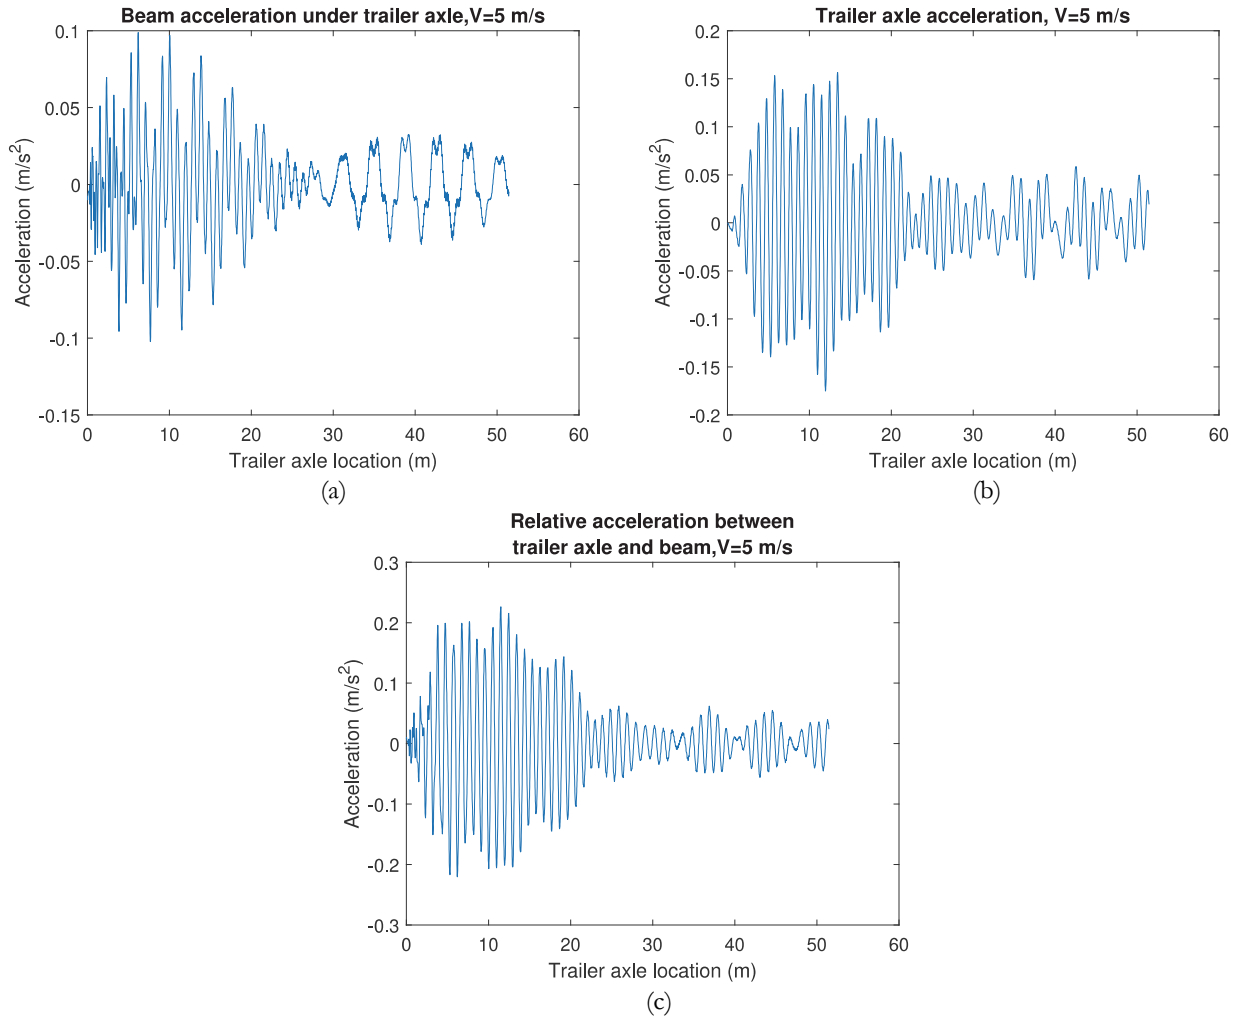 Beam acceleration under trailer axle,V=5 m/s
0.1
0.05
0
-0.05
-0.1
-0.15
Acceleration (m/s²)
0 10 20 30 40 50 60
Trailer axle location (m)
(a)
Trailer axle acceleration, V=5 m/s
0.2
0.15
0.1
0.05
0
-0.05
-0.1
-0.15
-0.2
Acceleration (m/s²)
0 10 20 30 40 50 60
Trailer axle location (m)
(b)
Relative acceleration between
trailer axle and beam,V=5 m/s
0.3
0.2
0.1
0
-0.1
-0.2
-0.3
Acceleration (m/s²)
0 10 20 30 40 50 60
Trailer axle location (m)
(c)